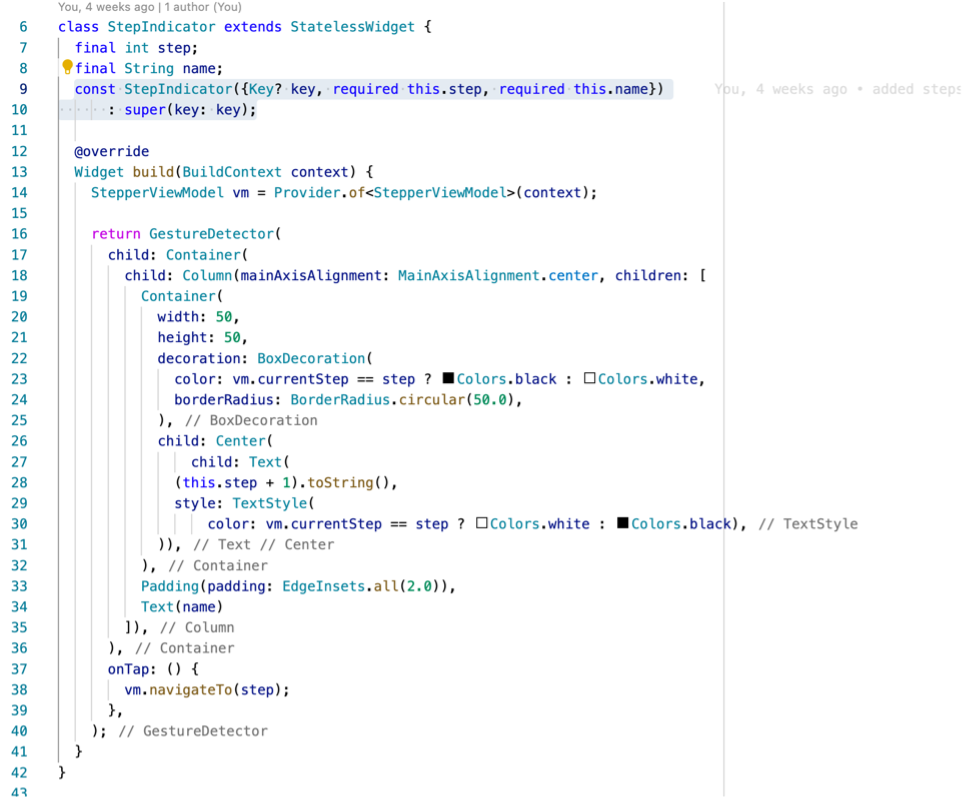 You, 4 weeks ago | 1 author (You)
6 class StepIndicator extends StatelessWidget {
7 final int step;
8 final String name;
9 const StepIndicator({Key? key, required this.step, required this.name}) You, 4 weeks ago • added steps
10 : super(key: key);
11
12 @override
13 Widget build(BuildContext context) {
14 StepperViewModel vm = Provider.of<StepperViewModel>(context);
15
16 return GestureDetector(
17 child: Container(
18 child: Column(mainAxisAlignment: MainAxisAlignment.center, children: [
19 Container(
20 width: 50,
21 height: 50,
22 decoration: BoxDecoration(
23 color: vm.currentStep == step ? Colors.black : Colors.white,
24 borderRadius: BorderRadius.circular(50.0),
25 ), // BoxDecoration
26 child: Center(
27 child: Text(
28 (this.step + 1).toString(),
29 style: TextStyle(
30 color: vm.currentStep == step ? Colors.white : Colors.black), // TextStyle
31 )), // Text // Center
32 ), // Container
33 Padding(padding: EdgeInsets.all(2.0)),
34 Text(name)
35 ]), // Column
36 ), // Container
37 onTap: () {
38 vm.navigateTo(step);
39 },
40 ); // GestureDetector
41 }
42 }
43